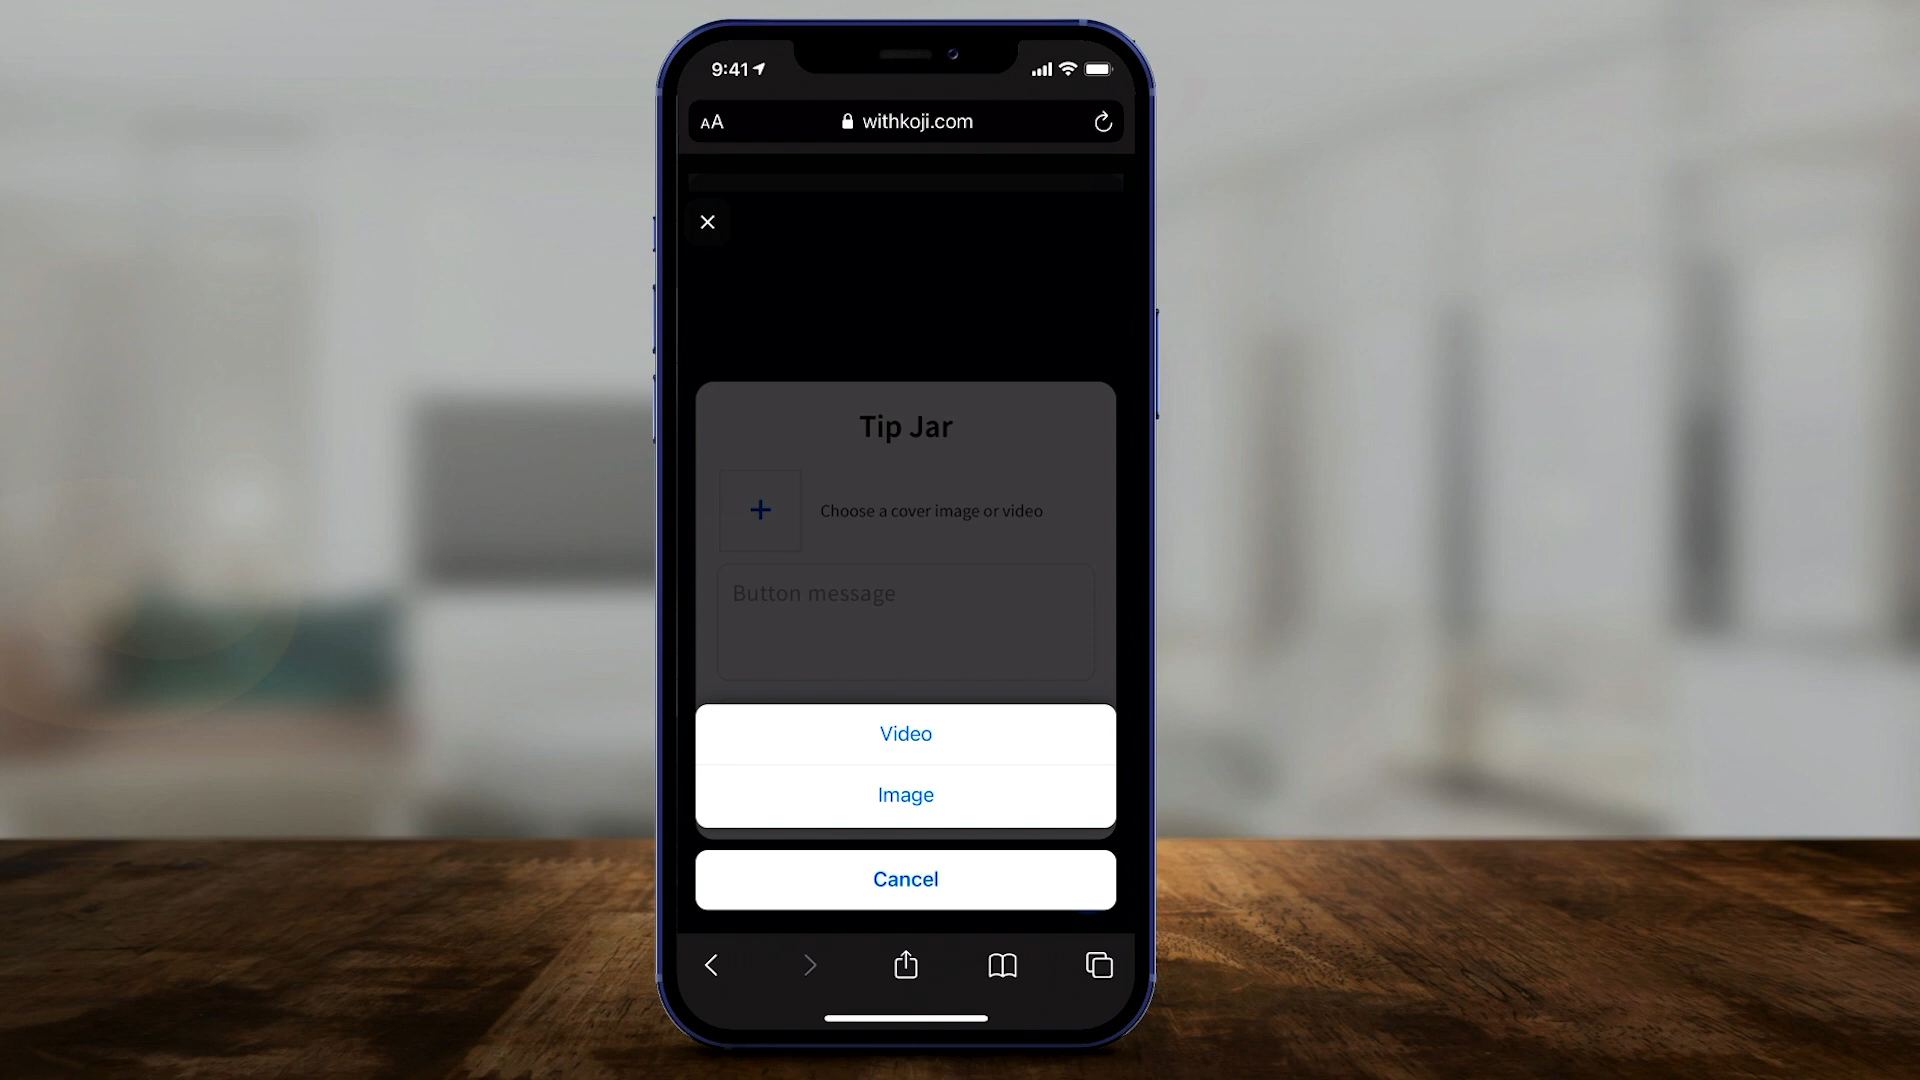 9:41
AA withkoji.com
Tip Jar
Choose a cover image or video
Button message
Video
Image
Cancel